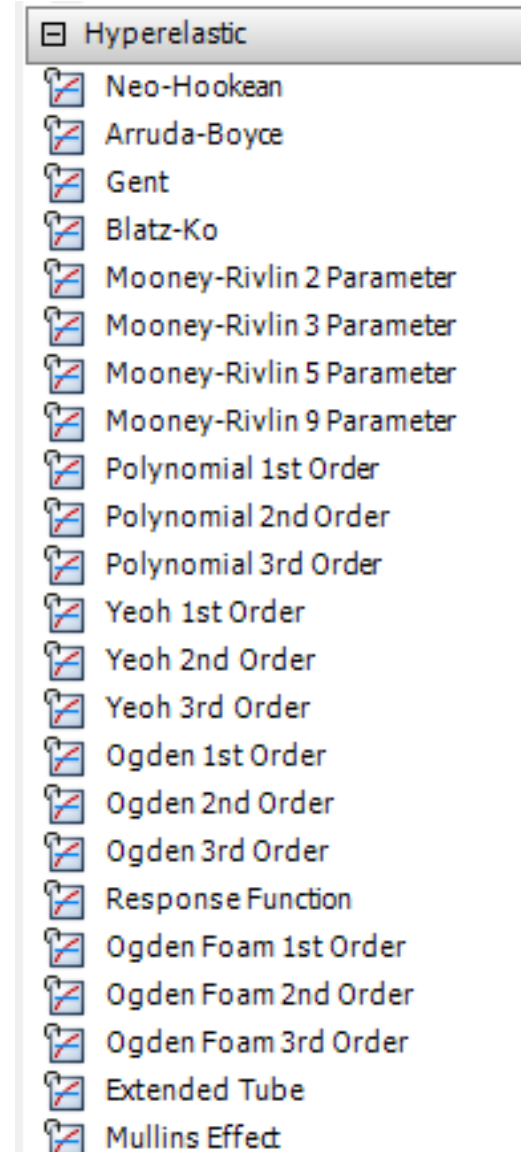 Hyperelastic
Neo-Hookean
Arruda-Boyce
Gent
Blatz-Ko
Mooney-Rivlin 2 Parameter
Mooney-Rivlin 3 Parameter
Mooney-Rivlin 5 Parameter
Mooney-Rivlin 9 Parameter
Polynomial 1st Order
Polynomial 2nd Order
Polynomial 3rd Order
Yeoh 1st Order
Yeoh 2nd Order
Yeoh 3rd Order
Ogden 1st Order
Ogden 2nd Order
Ogden 3rd Order
Response Function
Ogden Foam 1st Order
Ogden Foam 2nd Order
Ogden Foam 3rd Order
Extended Tube
Mullins Effect